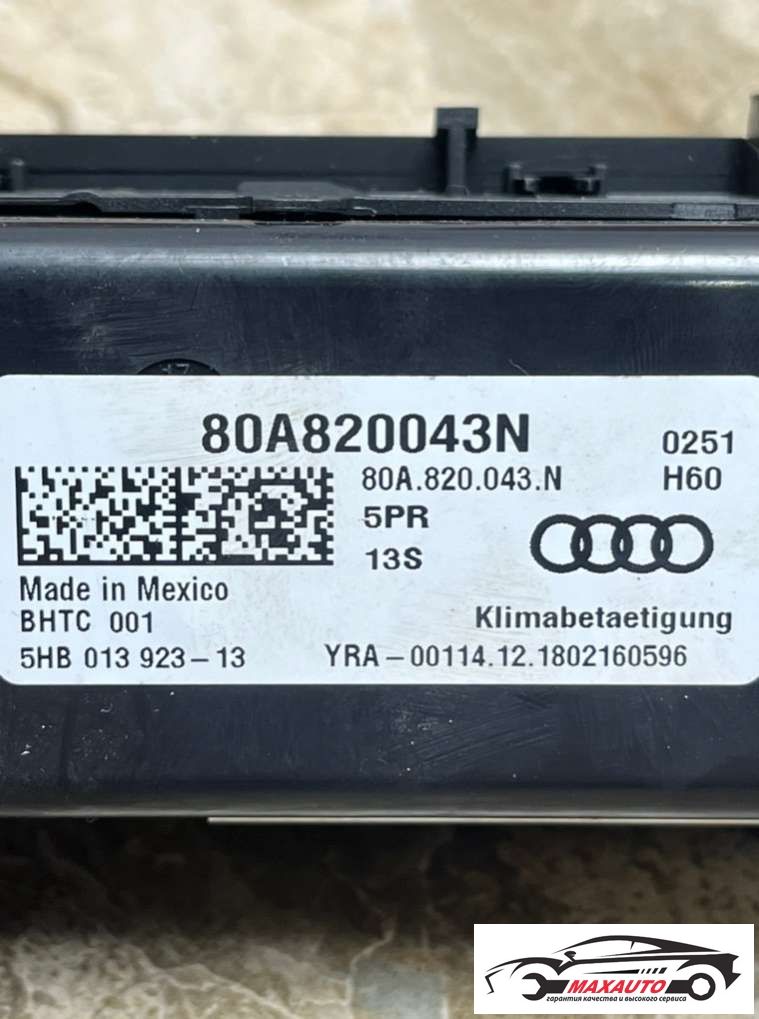 80A820043N
0251
80A.820.043.N
H60
5PR
13S
Made in Mexico
BHTC 001
Klimabetaetigung
5HB 013 923-13
YRA-00114.12.1802160596
MAXAUTO
гарантия качества и высокого сервиса